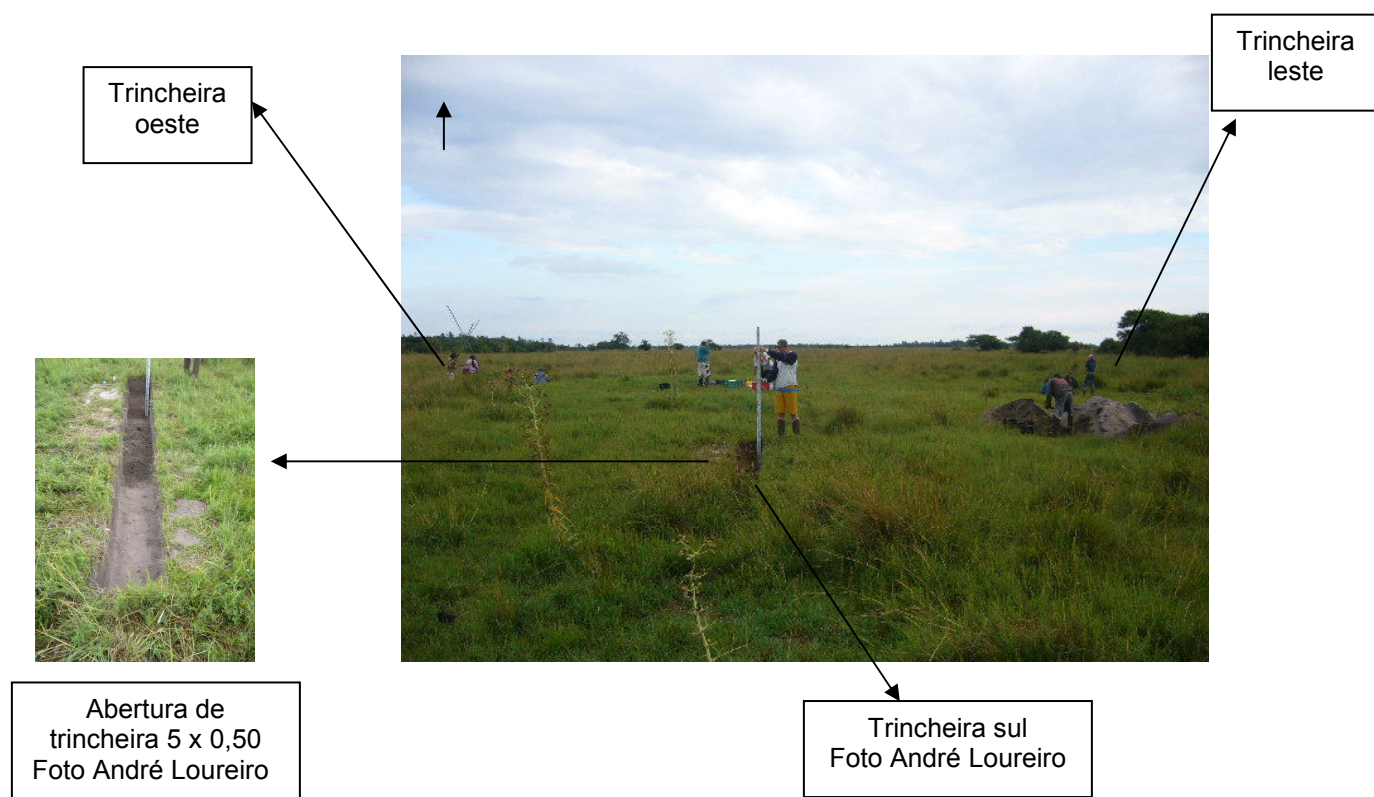 Trincheira
leste
Trincheira
oeste
Abertura de
trincheira 5 x 0,50
Foto André Loureiro
Trincheira sul
Foto André Loureiro